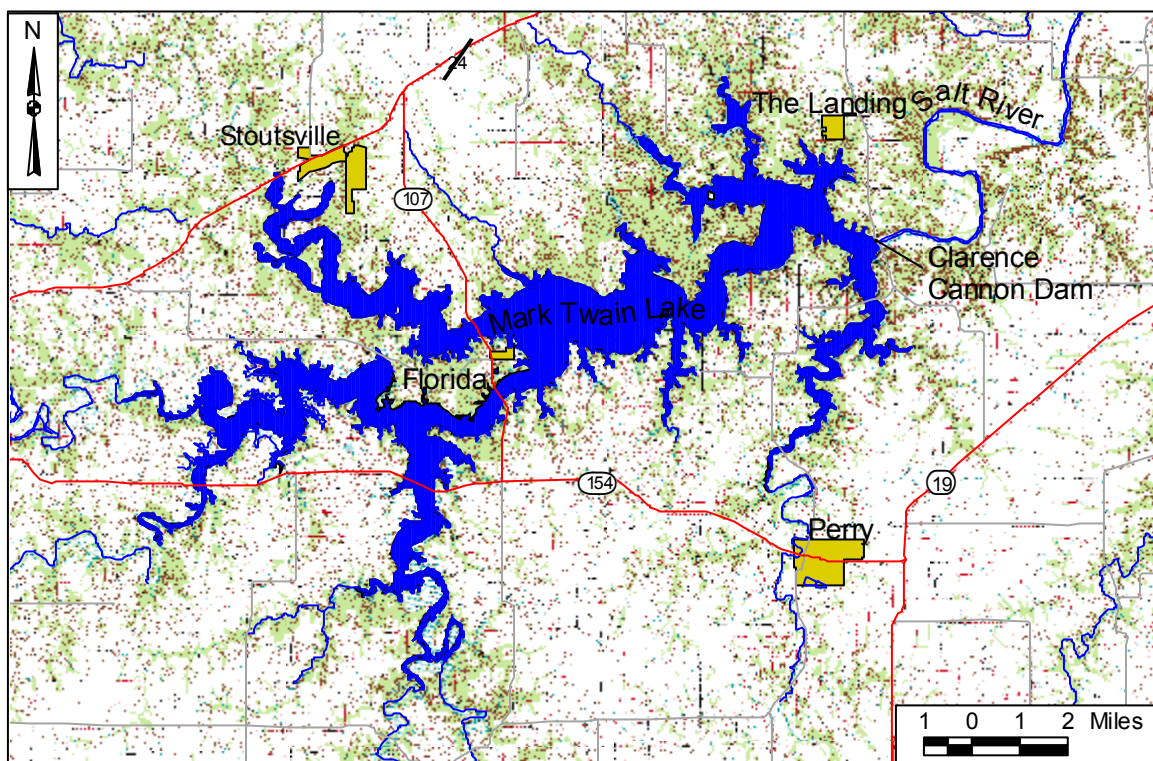 N
24
The Landing
Salt River
Stoutsville
107
Clarence
Cannon Dam
Mark Twain Lake
Florida
154
19
Perry
1 0 1 2 Miles